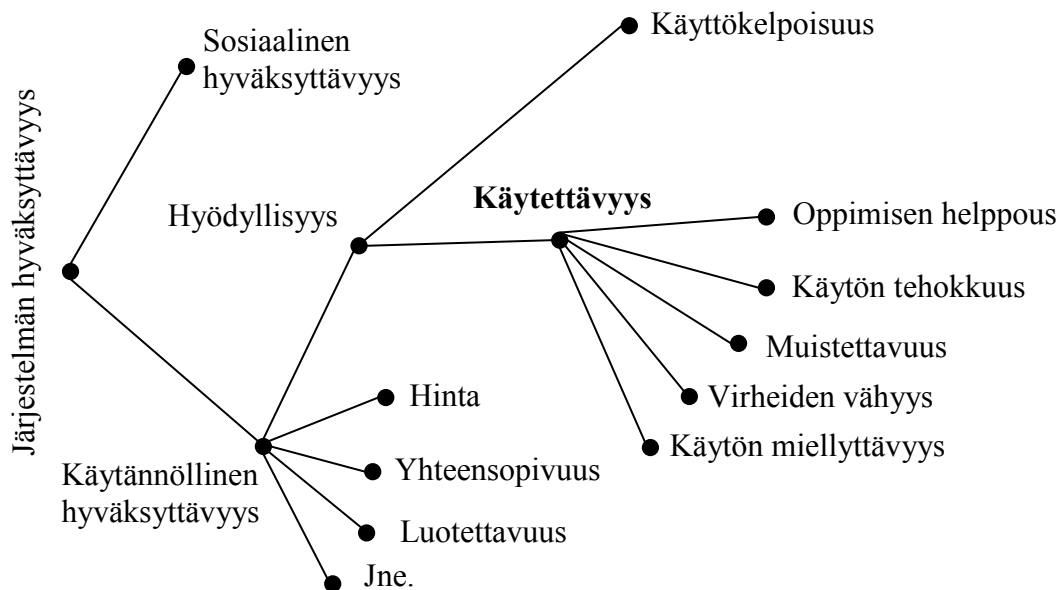 Järjestelmän hyväksyttävyys
Sosiaalinen
hyväksyttävyys
Käyttökelpoisuus
Hyödyllisyys
Käytettävyys
Oppimisen helppous
Käytön tehokkuus
Muistettavuus
Virheiden vähyys
Käytön miellyttävyys
Hinta
Yhteensopivuus
Luotettavuus
Jne.
Käytännöllinen
hyväksyttävyys